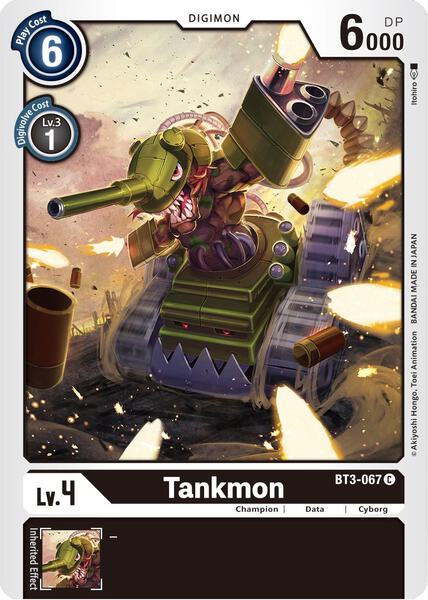 Play Cost
6
DIGIMON
DP
6000
Digivolve Cost
Lv.3
1
Itohiro
©Akiyoshi Hongo, Toei Animation BANDAI MADE IN JAPAN
BT3-067 C
Lv.4
Tankmon
Champion | Data | Cyborg
Inherited Effect
–